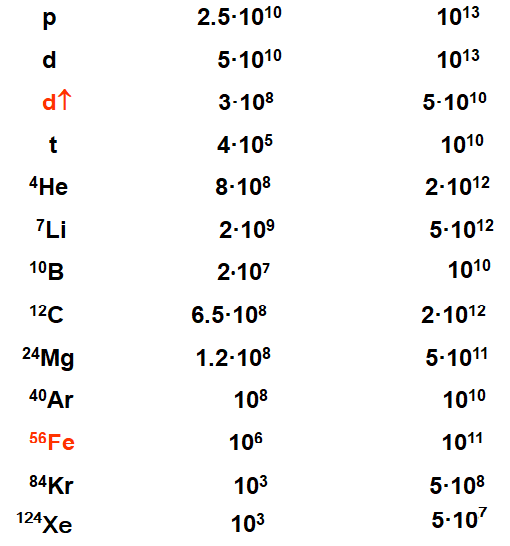 p 2.5·10¹⁰ 10¹³
d 5·10¹⁰ 10¹³
d↑ 3·10⁸ 5·10¹⁰
t 4·10⁵ 10¹⁰
⁴He 8·10⁸ 2·10¹²
⁷Li 2·10⁹ 5·10¹²
¹⁰B 2·10⁷ 10¹⁰
¹²C 6.5·10⁸ 2·10¹²
²⁴Mg 1.2·10⁸ 5·10¹¹
⁴⁰Ar 10⁸ 10¹⁰
⁵⁶Fe 10⁶ 10¹¹
⁸⁴Kr 10³ 5·10⁸
¹²⁴Xe 10³ 5·10⁷